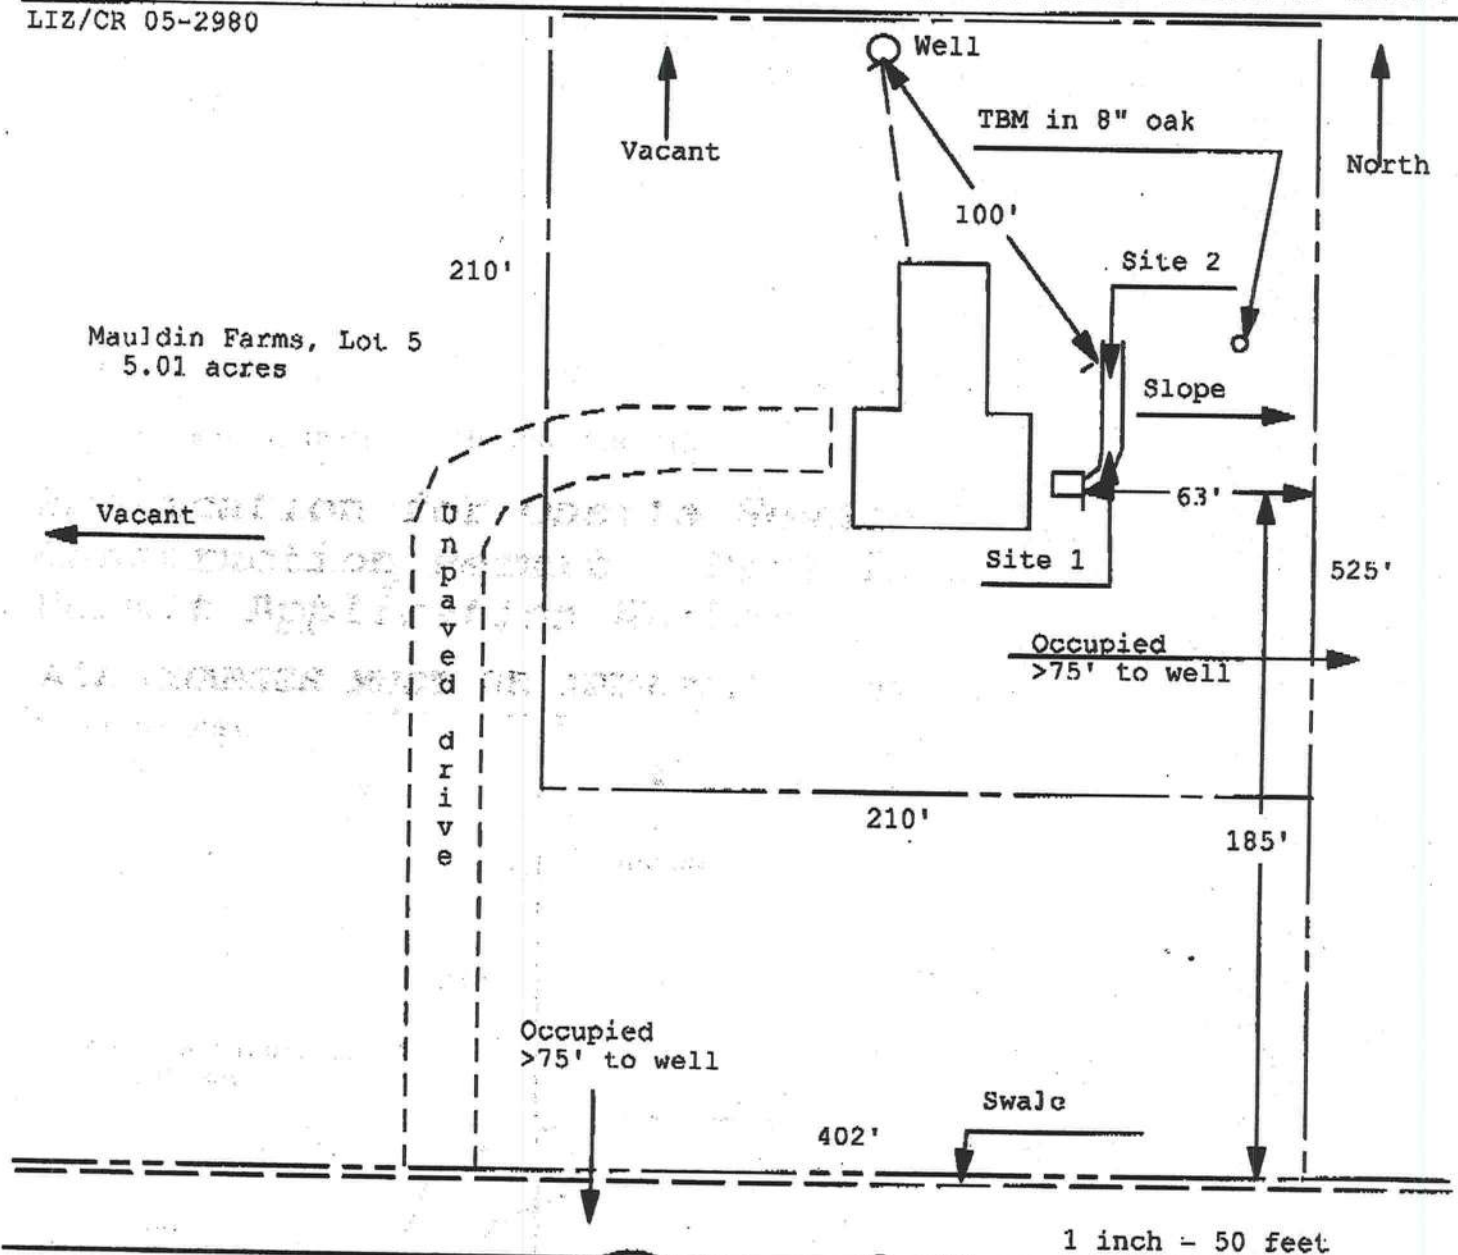 LIZ/CR 05-2980
Well
TBM in 8" oak
Vacant
North
100'
Site 2
210'
Mauldin Farms, Lot 5
5.01 acres
Slope
Vacant
63'
Unpaved drive
Site 1
525'
Occupied
>75' to well
210'
185'
Occupied
>75' to well
Swale
402'
1 inch = 50 feet